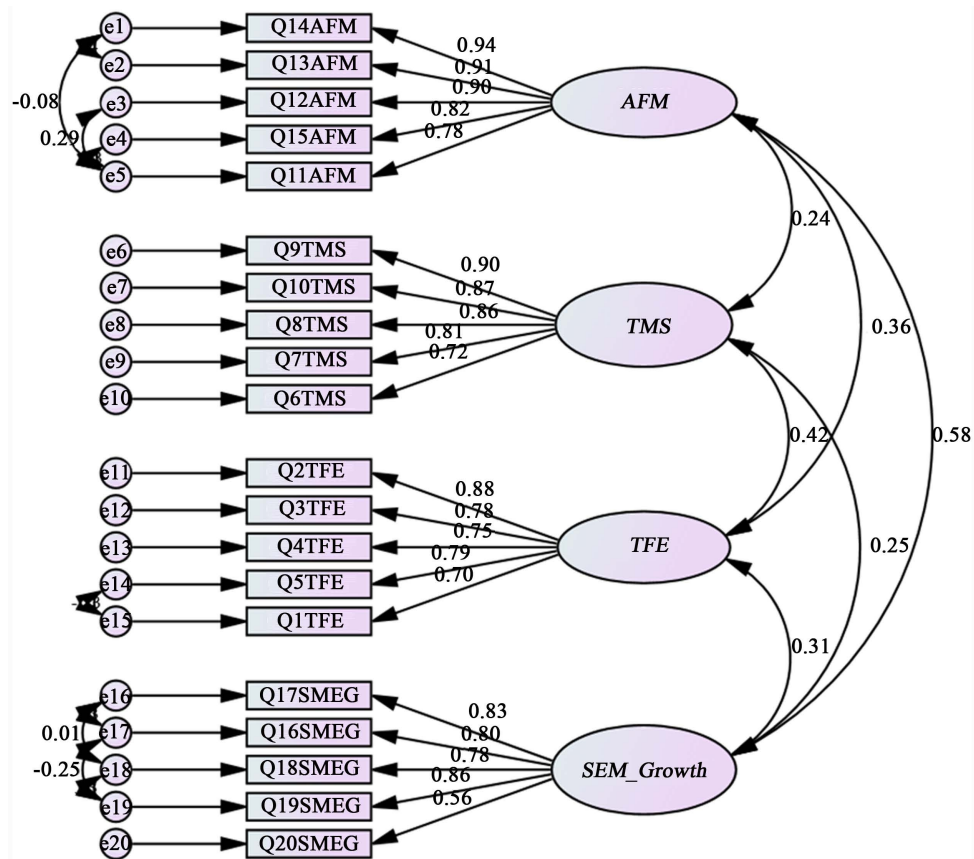 e1 Q14AFM
0.94
e2 Q13AFM
0.91
0.90
-0.08
e3 Q12AFM
AFM
0.82
0.29
e4 Q15AFM
0.78
e5 Q11AFM
0.24
e6 Q9TMS
0.90
e7 Q10TMS
0.87
0.86
e8 Q8TMS
TMS
0.36
0.81
e9 Q7TMS
0.72
e10 Q6TMS
0.42
0.58
e11 Q2TFE
0.88
e12 Q3TFE
0.78
0.75
e13 Q4TFE
TFE
0.25
0.79
e14 Q5TFE
0.70
e15 Q1TFE
0.31
e16 Q17SMEG
0.83
0.01
e17 Q16SMEG
0.80
0.78
-0.25
e18 Q18SMEG
SEM_Growth
0.86
e19 Q19SMEG
0.56
e20 Q20SMEG